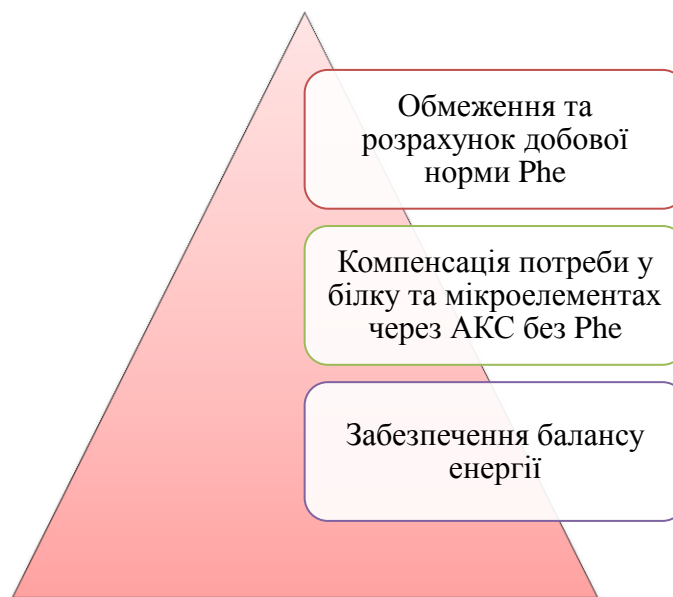 Обмеження та
розрахунок добової
норми Phe
Компенсація потреби у
білку та мікроелементах
через АКС без Phe
Забезпечення балансу
енергії